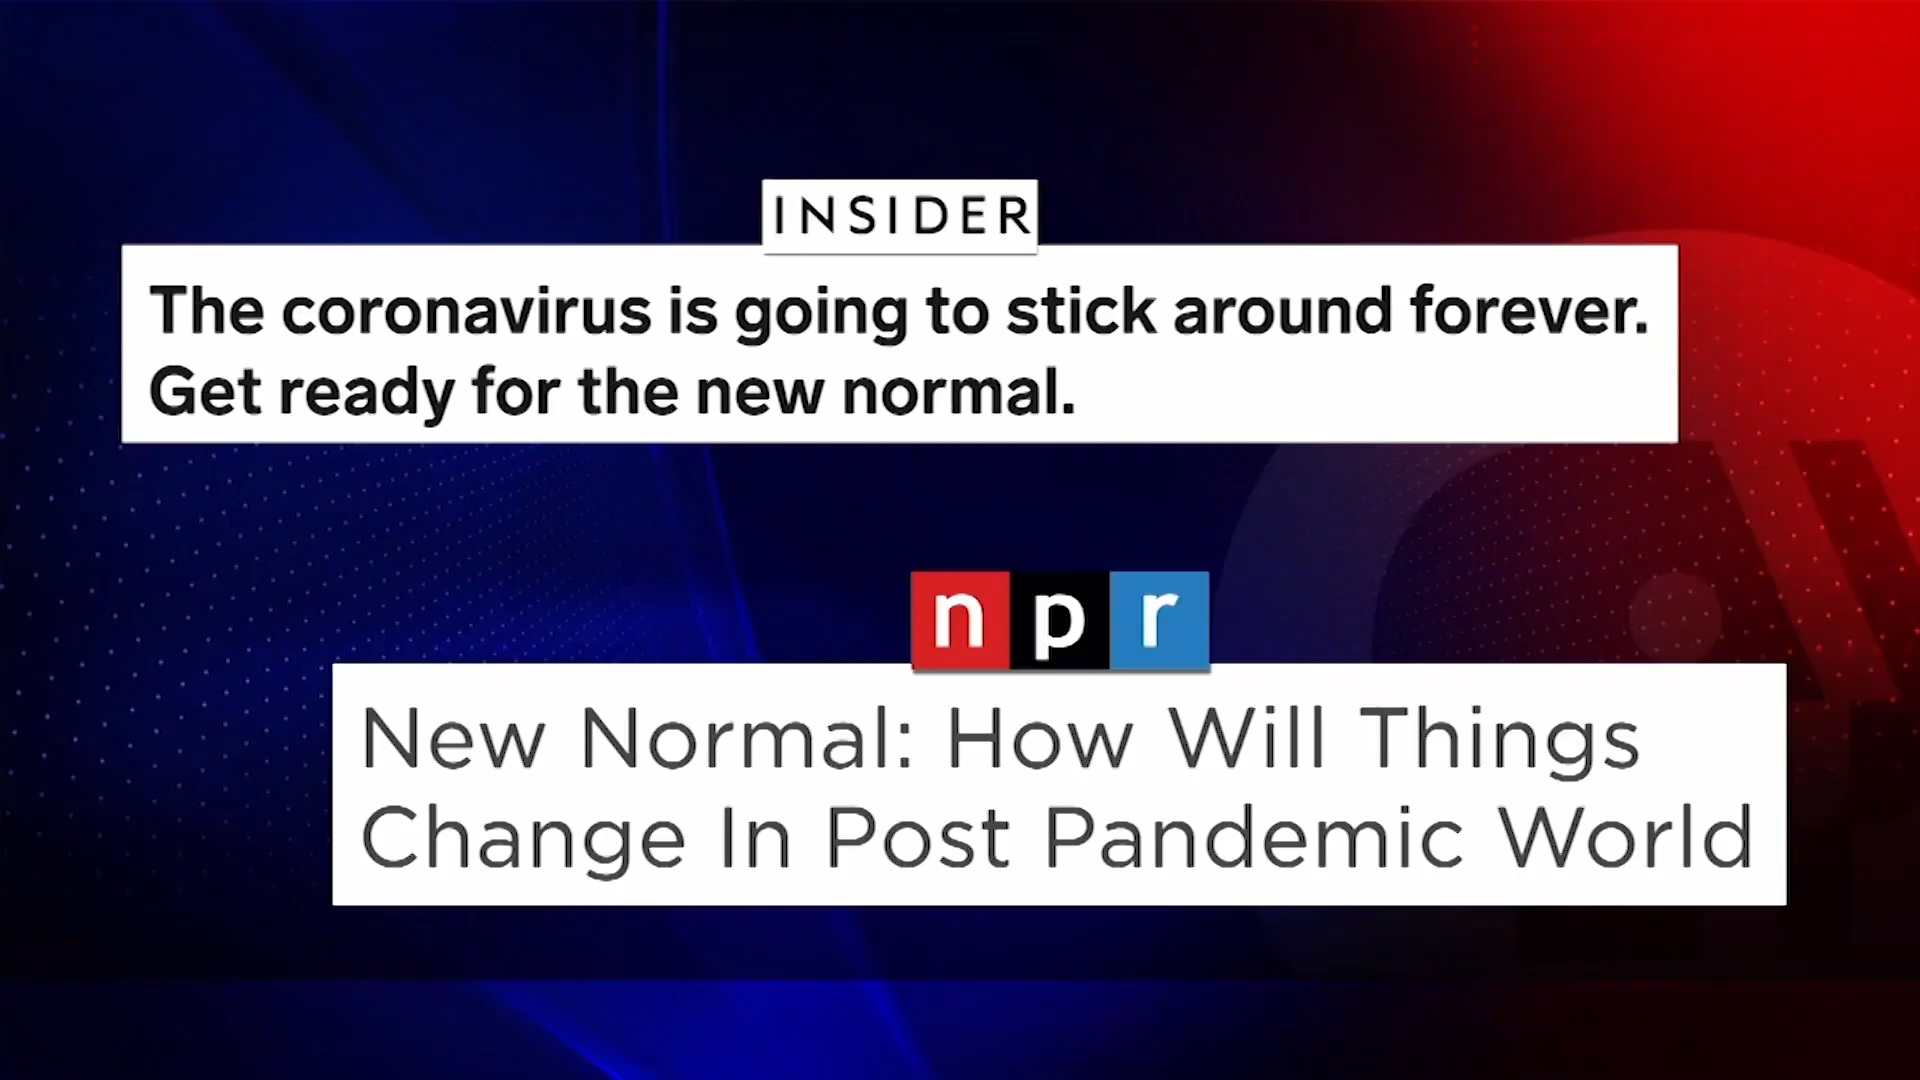 INSIDER
The coronavirus is going to stick around forever.
Get ready for the new normal.
npr
New Normal: How Will Things
Change In Post Pandemic World